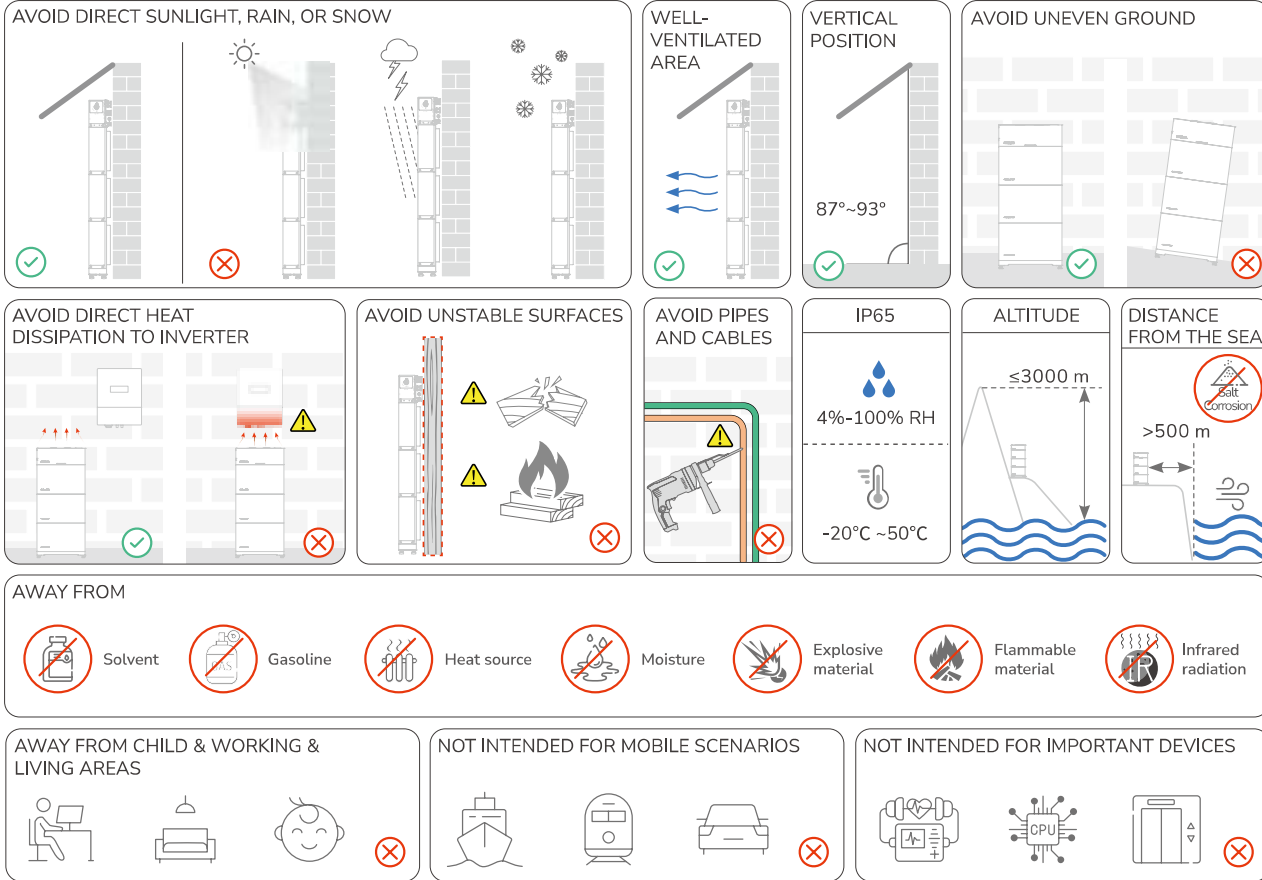 AVOID DIRECT SUNLIGHT, RAIN, OR SNOW
WELL-
VENTILATED
AREA
VERTICAL
POSITION
87°~93°
AVOID UNEVEN GROUND
AVOID DIRECT HEAT
DISSIPATION TO INVERTER
AVOID UNSTABLE SURFACES
AVOID PIPES
AND CABLES
IP65
4%-100% RH
-20℃ ~50℃
ALTITUDE
≤3000 m
DISTANCE
FROM THE SEA
Salt
Corrosion
>500 m
AWAY FROM
Solvent
GAS
Gasoline
Heat source
Moisture
Explosive
material
Flammable
material
IR
Infrared
radiation
AWAY FROM CHILD & WORKING &
LIVING AREAS
NOT INTENDED FOR MOBILE SCENARIOS
NOT INTENDED FOR IMPORTANT DEVICES
CPU